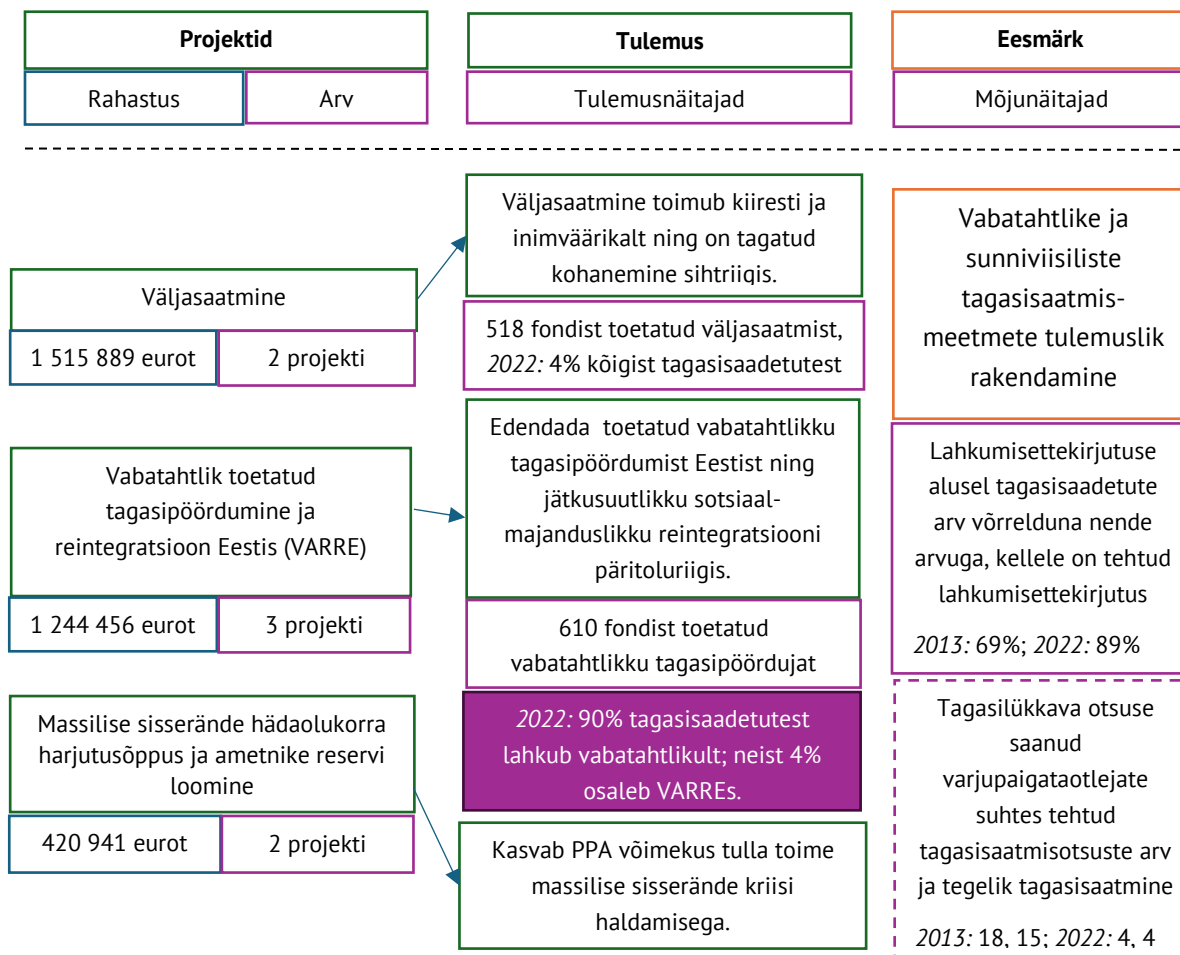 Projektid
Rahastus
Arv
Tulemus
Tulemusnäitajad
Eesmärk
Mõjunäitajad
Väljasaatmine
1 515 889 eurot
2 projekti
Väljasaatmine toimub kiiresti ja
inimväärikalt ning on tagatud
kohanemine sihtriigis.
518 fondist toetatud väljasaatmist,
2022: 4% kõigist tagasisaadetutest
Vabatahtlik toetatud
tagasipöördumine ja
reintegratsioon Eestis (VARRE)
1 244 456 eurot
3 projekti
Edendada toetatud vabatahtlikku
tagasipöördumist Eestist ning
jätkusuutlikku sotsiaal-
majanduslikku reintegratsiooni
päritoluriigis.
610 fondist toetatud
vabatahtlikku tagasipöördujat
2022: 90% tagasisaadetutest
lahkub vabatahtlikult; neist 4%
osaleb VARREs.
Massilise sisserände hädaolukorra
harjutusõppus ja ametnike reservi
loomine
420 941 eurot
2 projekti
Kasvab PPA võimekus tulla toime
massilise sisserände kriisi
haldamisega.
Vabatahtlike ja
sunniviisiliste
tagasisaatmis-
meetmete tulemuslik
rakendamine
Lahkumisettekirjutuse
alusel tagasisaadetute
arv võrrelduna nende
arvuga, kellele on tehtud
lahkumisettekirjutus
2013: 69%; 2022: 89%
Tagasilükkava otsuse
saanud
varjupaigataotlejate
suhtes tehtud
tagasisaatmisotsuste arv
ja tegelik tagasisaatmine
2013: 18, 15; 2022: 4, 4